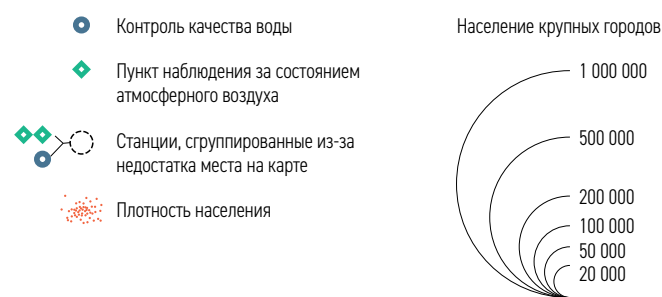 Контроль качества воды
Пункт наблюдения за состоянием
атмосферного воздуха
Станции, сгруппированные из-за
недостатка места на карте
Плотность населения
Население крупных городов
1 000 000
500 000
200 000
100 000
50 000
20 000